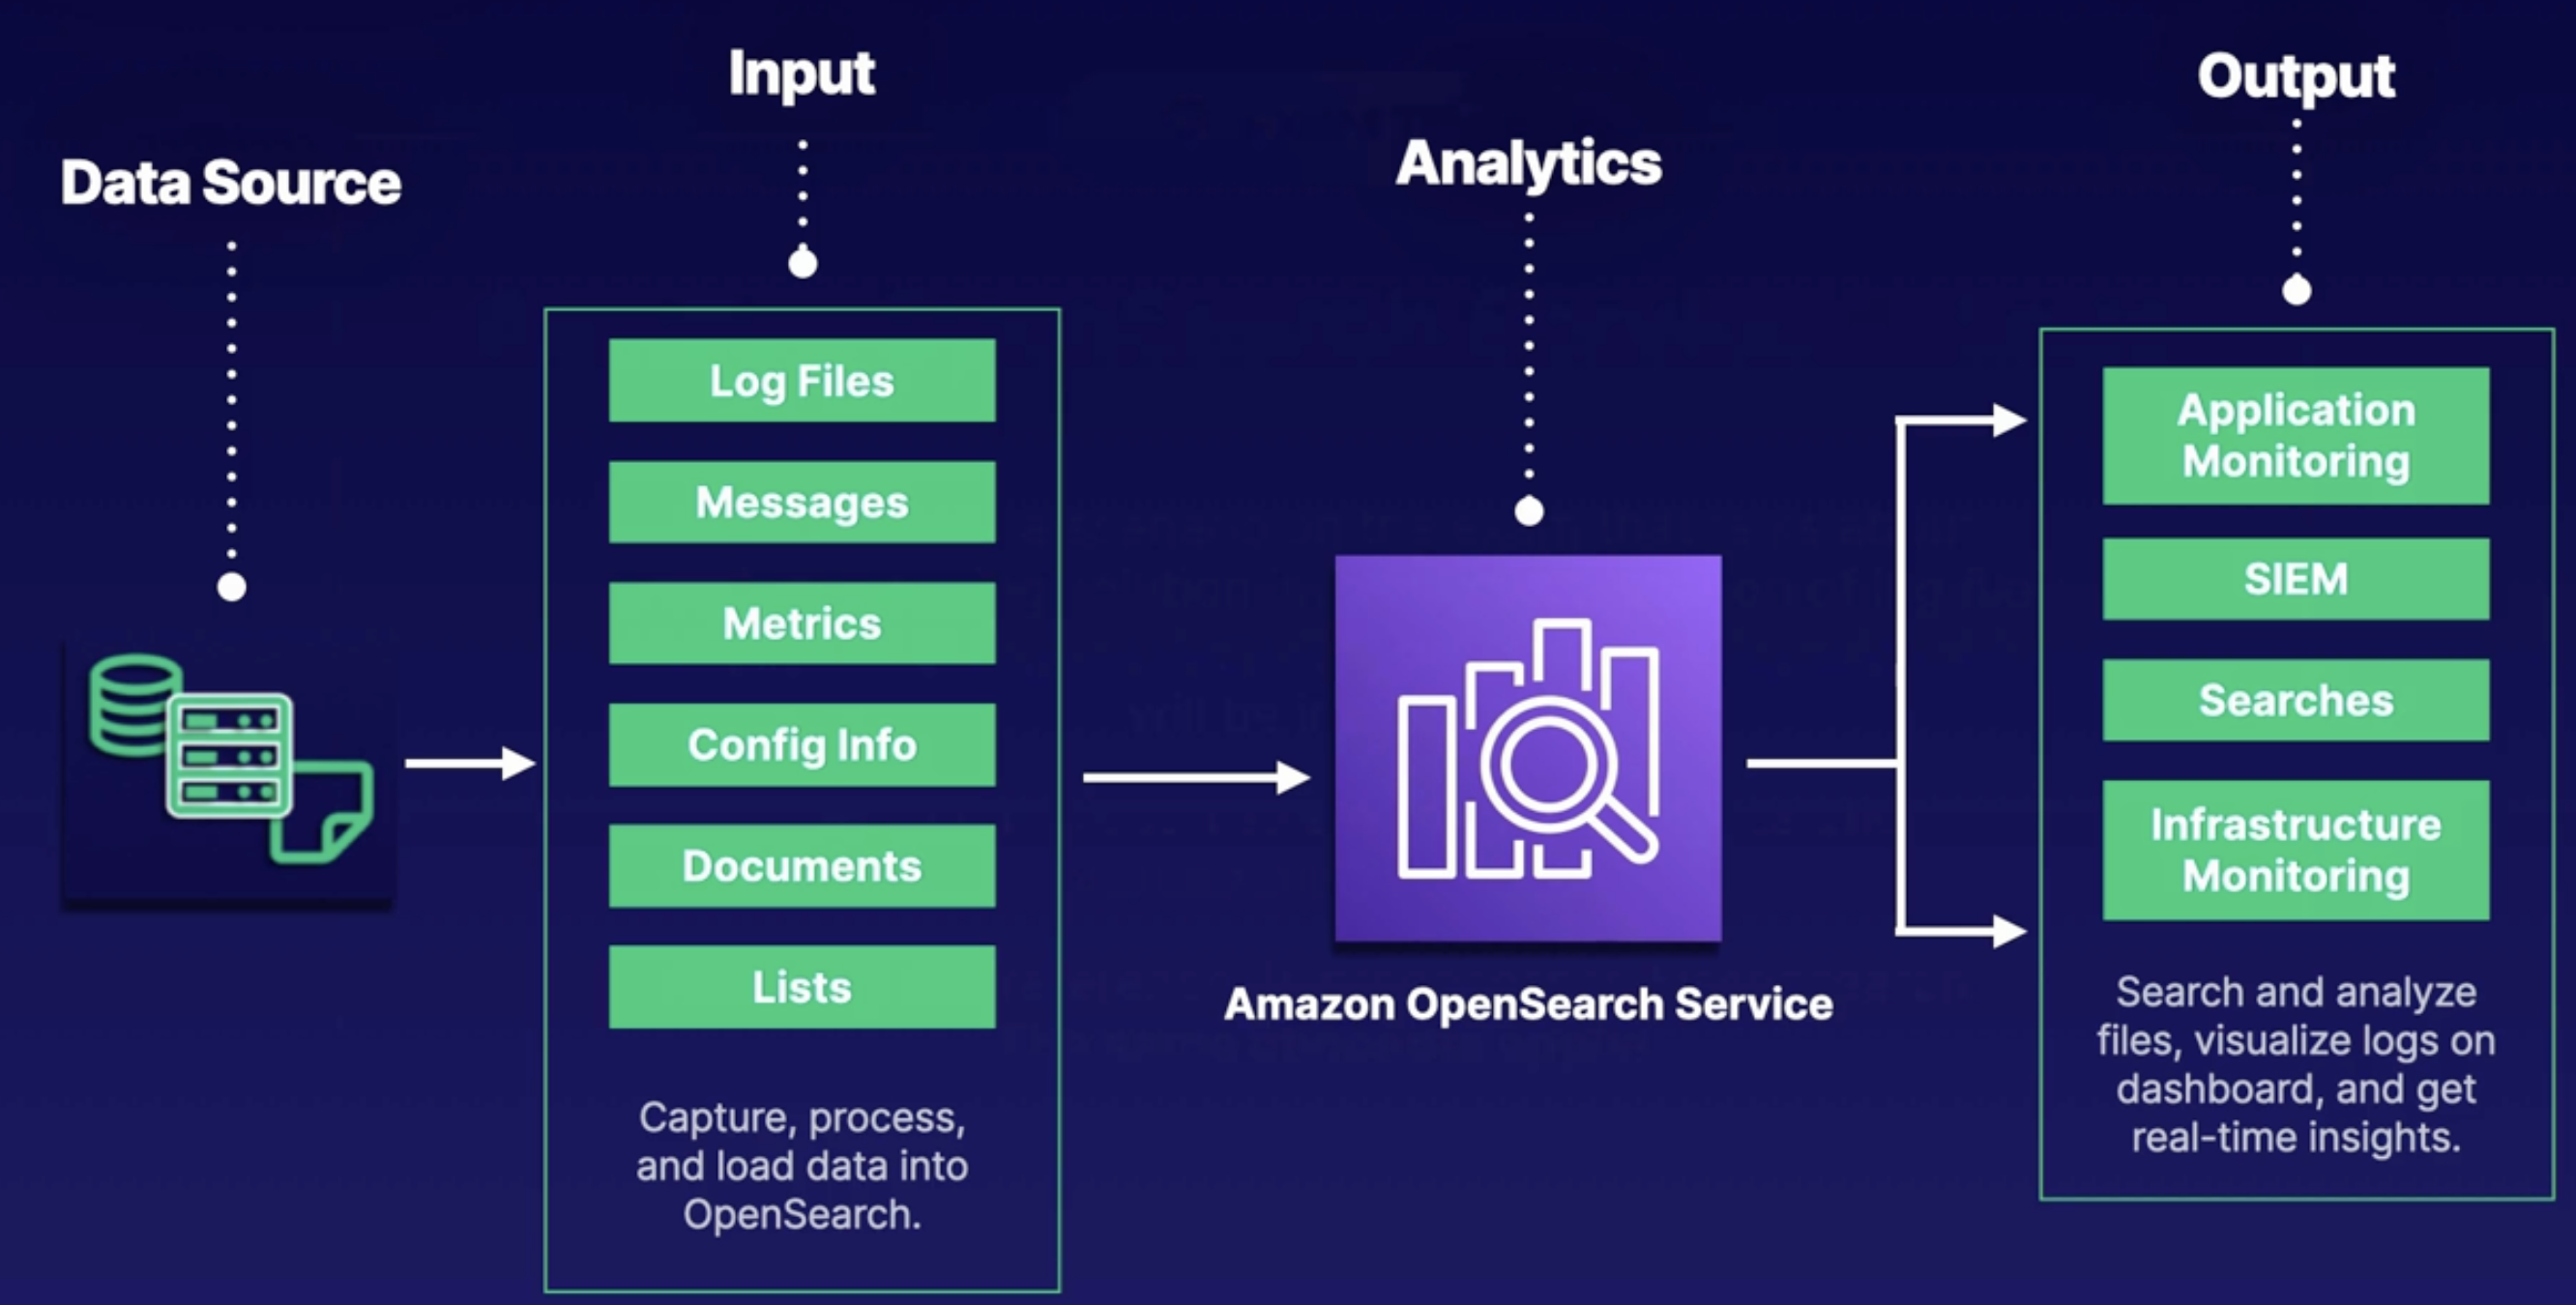 Data Source
Input
Log Files
Messages
Metrics
Config Info
Documents
Lists
Capture, process,
and load data into
OpenSearch.
Analytics
Amazon OpenSearch Service
Output
Application
Monitoring
SIEM
Searches
Infrastructure
Monitoring
Search and analyze
files, visualize logs on
dashboard, and get
real-time insights.